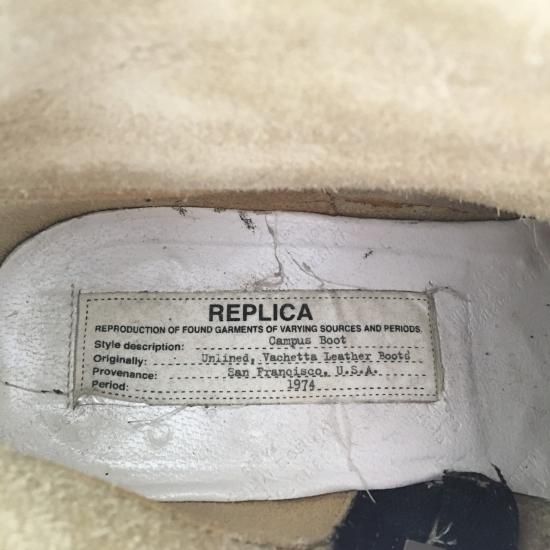 REPLICA
REPRODUCTION OF FOUND GARMENTS OF VARYING SOURCES AND PERIODS.
Style description: Campus Boot
Originally: Unlined, Vachetta Leather Boots
Provenance: San Francisco, U.S.A.
Period: 1974